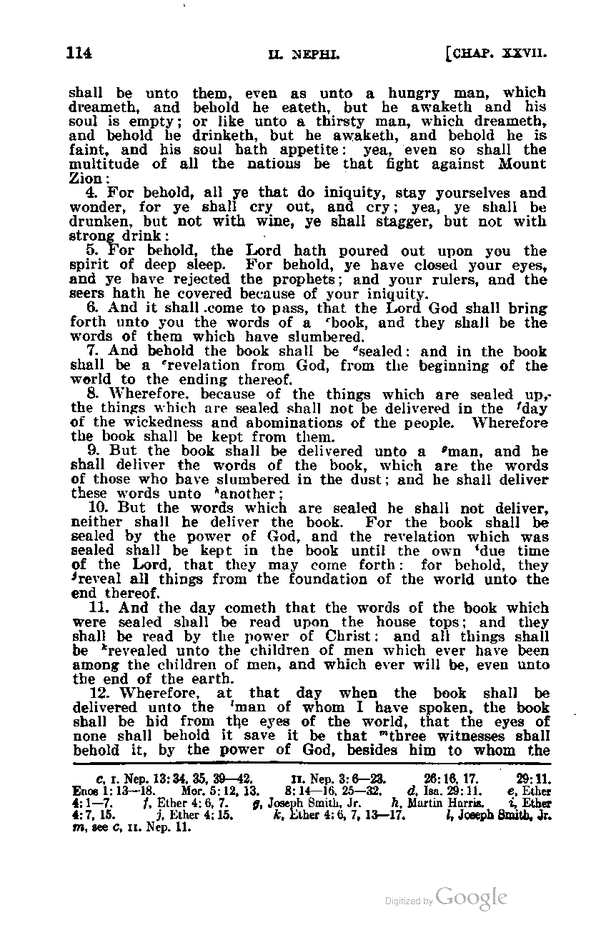 114 II. NEPHI. [CHAP. XXVII.
shall be unto them, even as unto a hungry man, which
dreameth, and behold he eateth, but he awaketh and his
soul is empty; or like unto a thirsty man, which dreameth,
and behold he drinketh, but he awaketh, and behold he is
faint, and his soul hath appetite: yea, even so shall the
multitude of all the nations be that fight against Mount
Zion:
4. For behold, all ye that do iniquity, stay yourselves and
wonder, for ye shall cry out, and cry; yea, ye shall be
drunken, but not with wine, ye shall stagger, but not with
strong drink:
5. For behold, the Lord hath poured out upon you the
spirit of deep sleep. For behold, ye have closed your eyes,
and ye have rejected the prophets; and your rulers, and the
seers hath he covered because of your iniquity.
6. And it shall .come to pass, that the Lord God shall bring
forth unto you the words of a cbook, and they shall be the
words of them which have slumbered.
7. And behold the book shall be dsealed: and in the book
shall be a erevelation from God, from the beginning of the
world to the ending thereof.
8. Wherefore. because of the things which are sealed up,
the things which are sealed shall not be delivered in the fday
of the wickedness and abominations of the people. Wherefore
the book shall be kept from them.
9. But the book shall be delivered unto a gman, and he
shall deliver the words of the book, which are the words
of those who have slumbered in the dust; and he shall deliver
these words unto hanother;
10. But the words which are sealed he shall not deliver,
neither shall he deliver the book. For the book shall be
sealed by the power of God, and the revelation which was
sealed shall be kept in the book until the own idue time
of the Lord, that they may come forth: for behold, they
jreveal all things from the foundation of the world unto the
end thereof.
11. And the day cometh that the words of the book which
were sealed shall be read upon the house tops; and they
shall be read by the power of Christ: and all things shall
be krevealed unto the children of men which ever have been
among the children of men, and which ever will be, even unto
the end of the earth.
12. Wherefore, at that day when the book shall be
delivered unto the lman of whom I have spoken, the book
shall be hid from the eyes of the world, that the eyes of
none shall behold it save it be that mthree witnesses shall
behold it, by the power of God, besides him to whom the
c, I. Nep. 13:34, 35, 39—42. II. Nep. 3:6—23. 26:16, 17. 29:11.
Enos 1:13—18. Mor. 5:12, 13. 8:14—16, 25—32. d, Isa. 29:11. e, Ether
4:1—7. f, Ether 4:6, 7. g, Joseph Smith, Jr. h, Martin Harris. i, Ether
4:7, 15. j, Ether 4:15. k, Ether 4:6, 7, 13—17. l, Joseph Smith, Jr.
m, see c, II. Nep. 11.
Digitized by Google